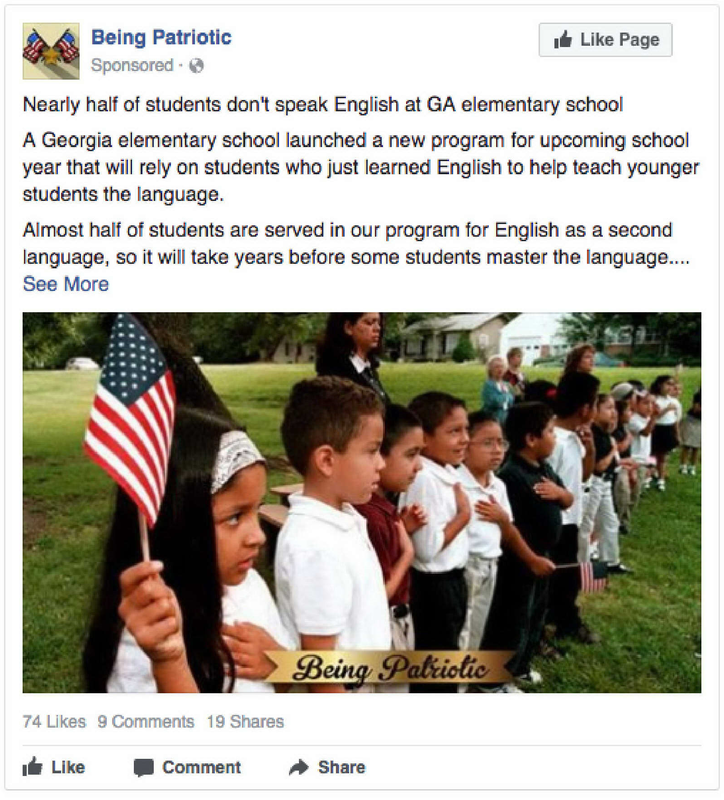 Being Patriotic
Like Page
Sponsored ·
Nearly half of students don't speak English at GA elementary school
A Georgia elementary school launched a new program for upcoming school
year that will rely on students who just learned English to help teach younger
students the language.
Almost half of students are served in our program for English as a second
language, so it will take years before some students master the language....
See More
Being Patriotic
74 Likes 9 Comments 19 Shares
Like Comment Share